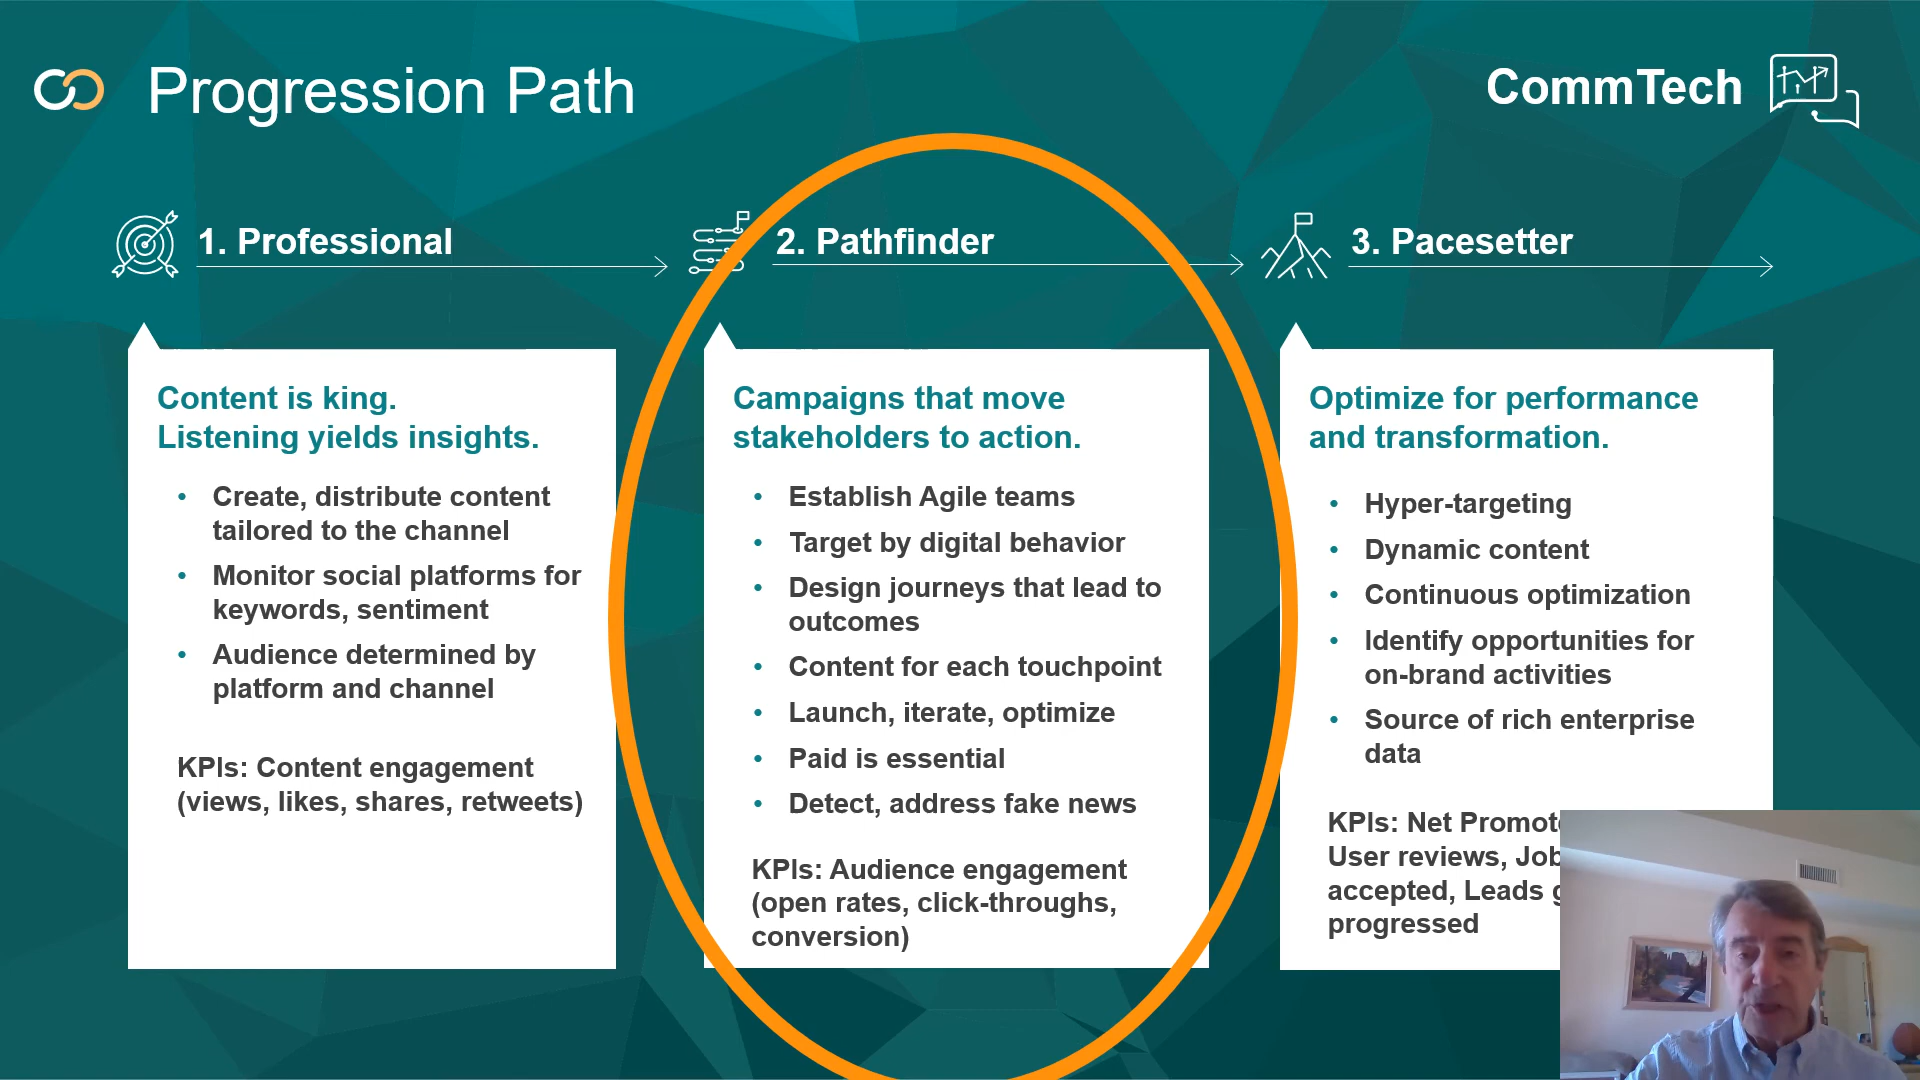 Progression Path
CommTech
1. Professional
2. Pathfinder
3. Pacesetter
Content is king.
Listening yields insights.
• Create, distribute content
tailored to the channel
• Monitor social platforms for
keywords, sentiment
• Audience determined by
platform and channel
KPIs: Content engagement
(views, likes, shares, retweets)
Campaigns that move
stakeholders to action.
• Establish Agile teams
• Target by digital behavior
• Design journeys that lead to
outcomes
• Content for each touchpoint
• Launch, iterate, optimize
• Paid is essential
• Detect, address fake news
KPIs: Audience engagement
(open rates, click-throughs,
conversion)
Optimize for performance
and transformation.
• Hyper-targeting
• Dynamic content
• Continuous optimization
• Identify opportunities for
on-brand activities
• Source of rich enterprise
data
KPIs: Net
User reviews,
accepted, Leads
progressed